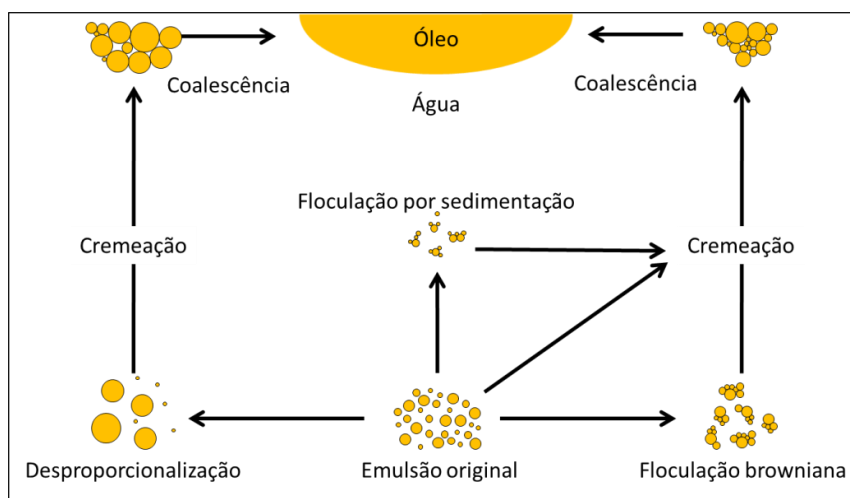 Óleo
Coalescência
Coalescência
Água
Floculação por sedimentação
Cremeação
Cremeação
Desproporcionalização
Emulsão original
Floculação browniana